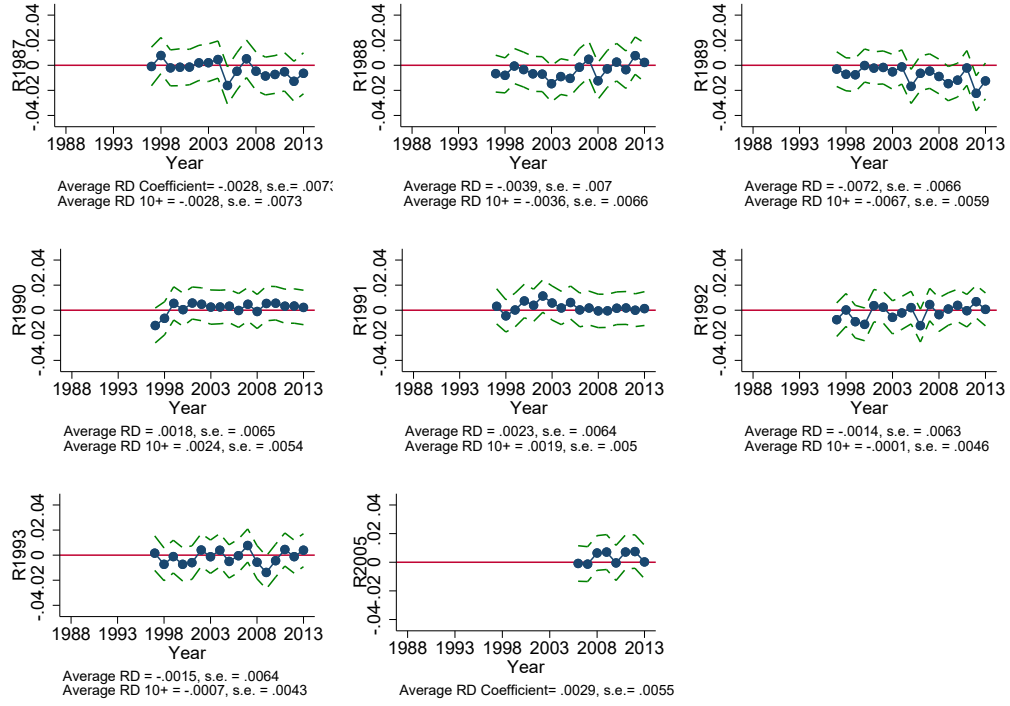 R1987
-.04-.02 0 .02.04
1988 1993 1998 2003 2008 2013
Year
Average RD Coefficient= -.0028, s.e.= .0073
Average RD 10+ = -.0028, s.e. = .0073
R1988
-.04-.02 0 .02.04
1988 1993 1998 2003 2008 2013
Year
Average RD = -.0039, s.e. = .007
Average RD 10+ = -.0036, s.e. = .0066
R1989
-.04-.02 0 .02.04
1988 1993 1998 2003 2008 2013
Year
Average RD = -.0072, s.e. = .0066
Average RD 10+ = -.0067, s.e. = .0059
R1990
-.04-.02 0 .02.04
1988 1993 1998 2003 2008 2013
Year
Average RD = .0018, s.e. = .0065
Average RD 10+ = .0024, s.e. = .0054
R1991
-.04-.02 0 .02.04
1988 1993 1998 2003 2008 2013
Year
Average RD = .0023, s.e. = .0064
Average RD 10+ = .0019, s.e. = .005
R1992
-.04-.02 0 .02.04
1988 1993 1998 2003 2008 2013
Year
Average RD = -.0014, s.e. = .0063
Average RD 10+ = -.0001, s.e. = .0046
R1993
-.04-.02 0 .02.04
1988 1993 1998 2003 2008 2013
Year
Average RD = -.0015, s.e. = .0064
Average RD 10+ = -.0007, s.e. = .0043
R2005
-.04-.02 0 .02.04
1988 1993 1998 2003 2008 2013
Year
Average RD Coefficient= .0029, s.e.= .0055